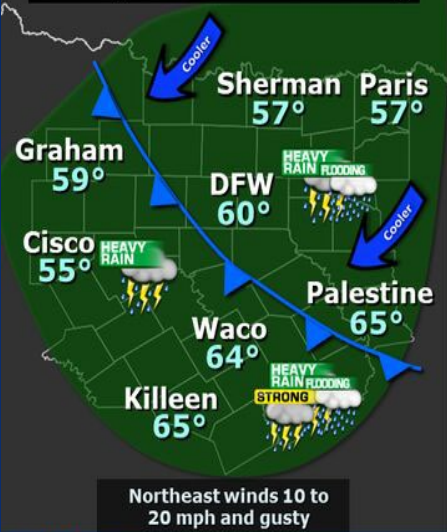 Cooler
Sherman
57°
Paris
57°
Graham
59°
HEAVY
RAIN FLOODING
DFW
60°
Cooler
Cisco
55°
HEAVY
RAIN
Palestine
65°
Waco
64°
HEAVY
RAIN FLOODING
STRONG
Killeen
65°
Northeast winds 10 to
20 mph and gusty